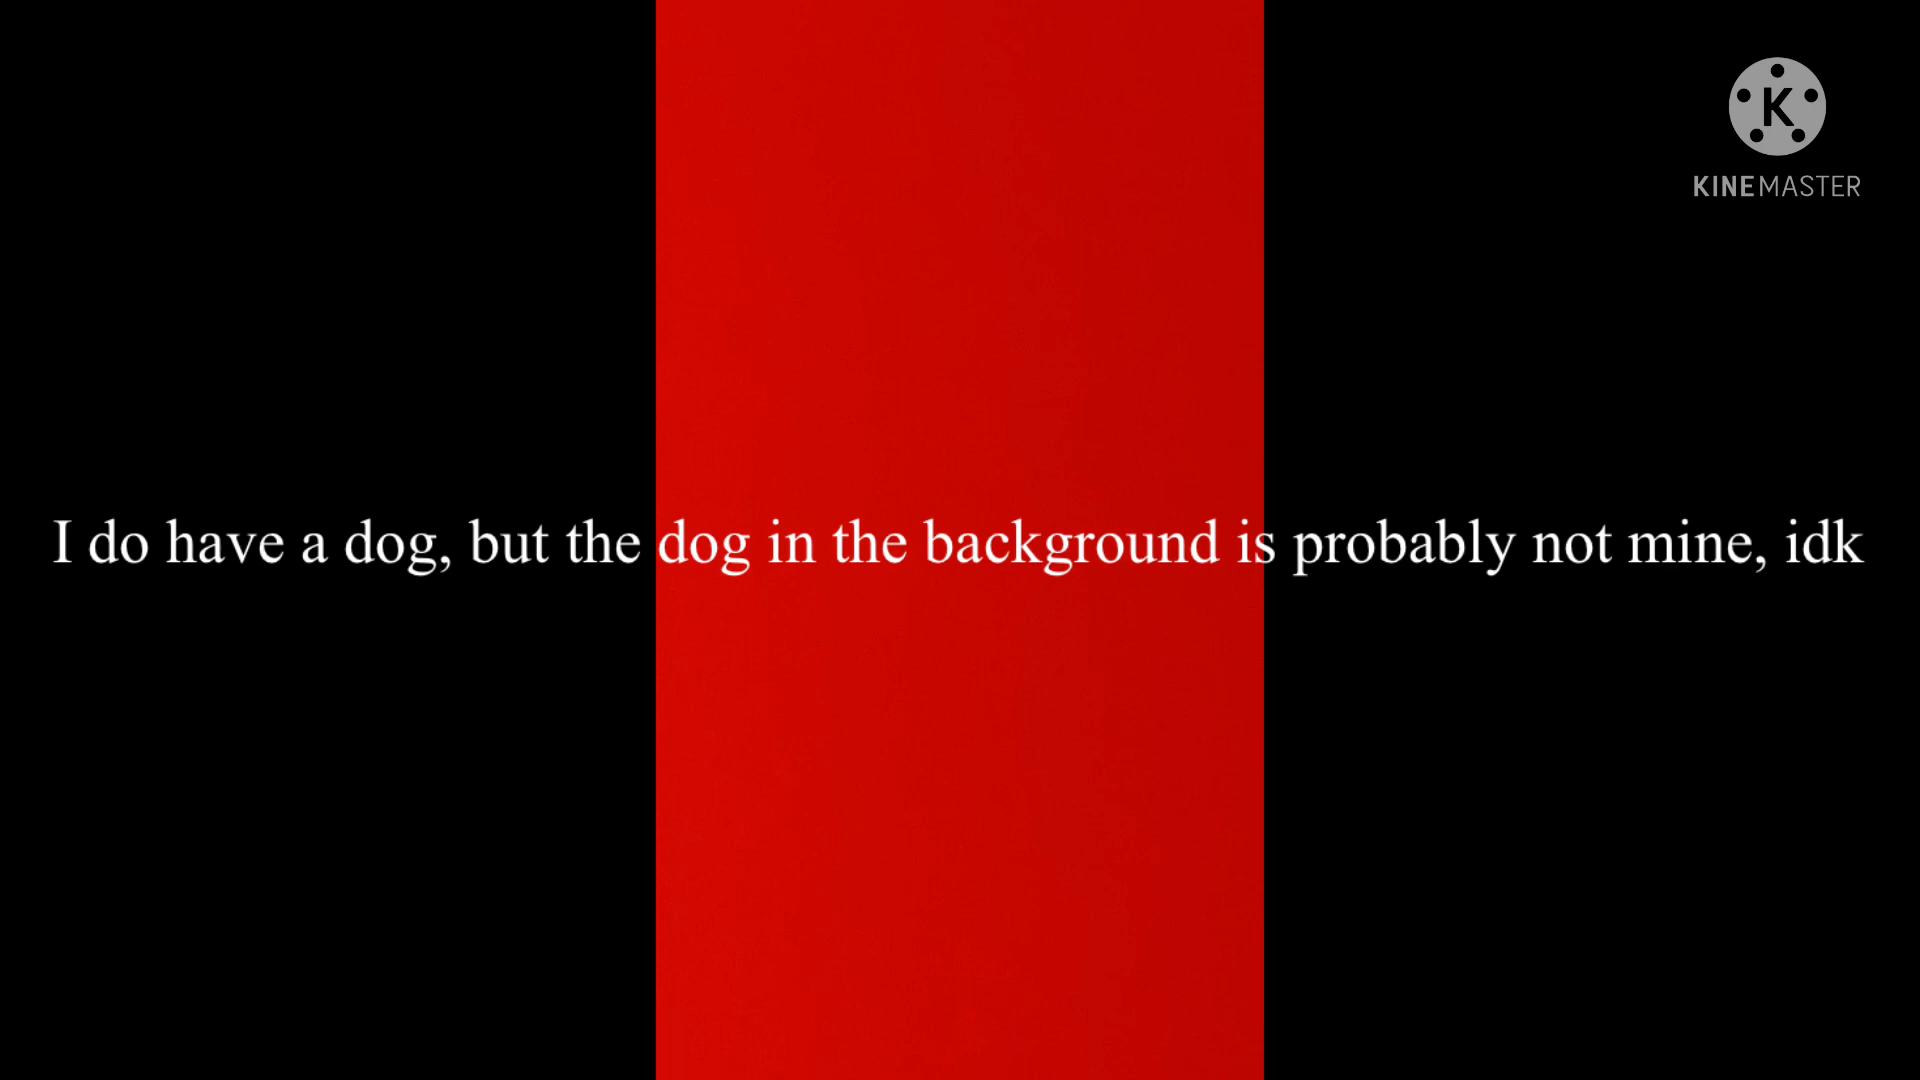 K
KINEMASTER
I do have a dog, but the dog in the background is probably not mine, idk